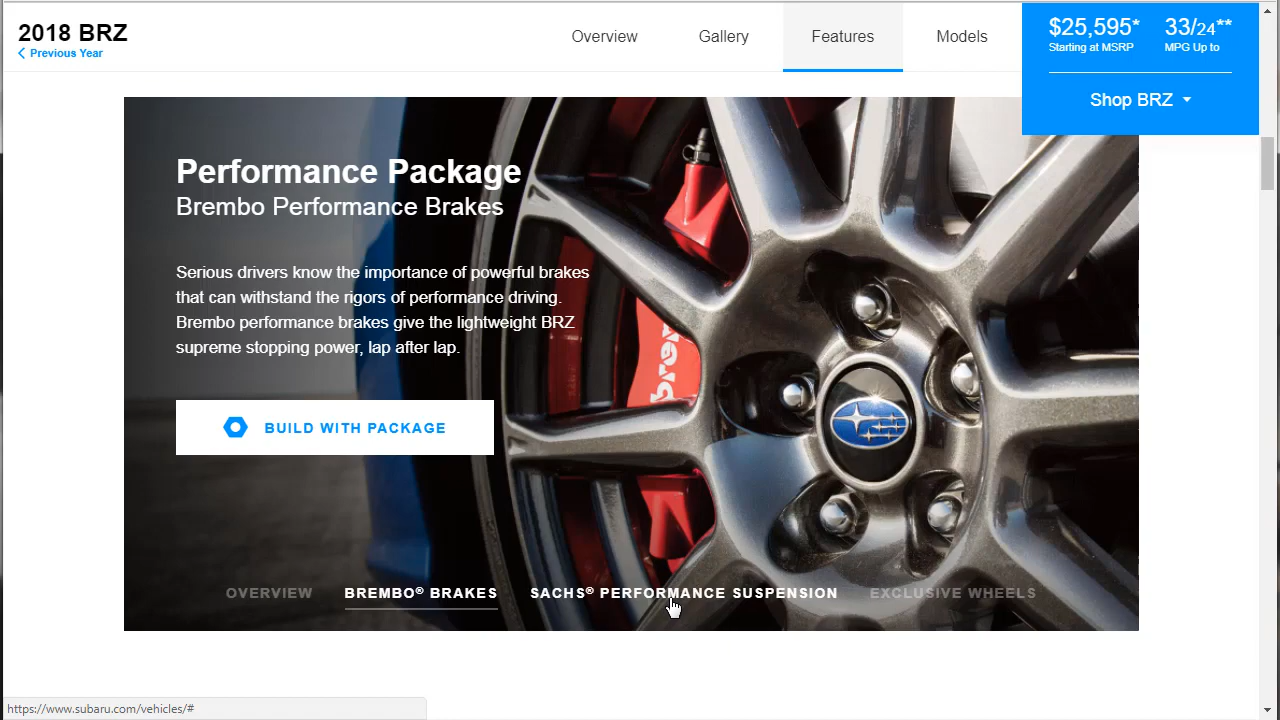 2018 BRZ
Previous Year
Overview
Gallery
Features
Models
$25,595*
Starting at MSRP
33/24**
MPG Up to
Shop BRZ
Performance Package
Brembo Performance Brakes
Serious drivers know the importance of powerful brakes
that can withstand the rigors of performance driving.
Brembo performance brakes give the lightweight BRZ
supreme stopping power, lap after lap.
BUILD WITH PACKAGE
OVERVIEW
BREMBO® BRAKES
SACHS® PERFORMANCE SUSPENSION
EXCLUSIVE WHEELS
https://www.subaru.com/vehicles/#